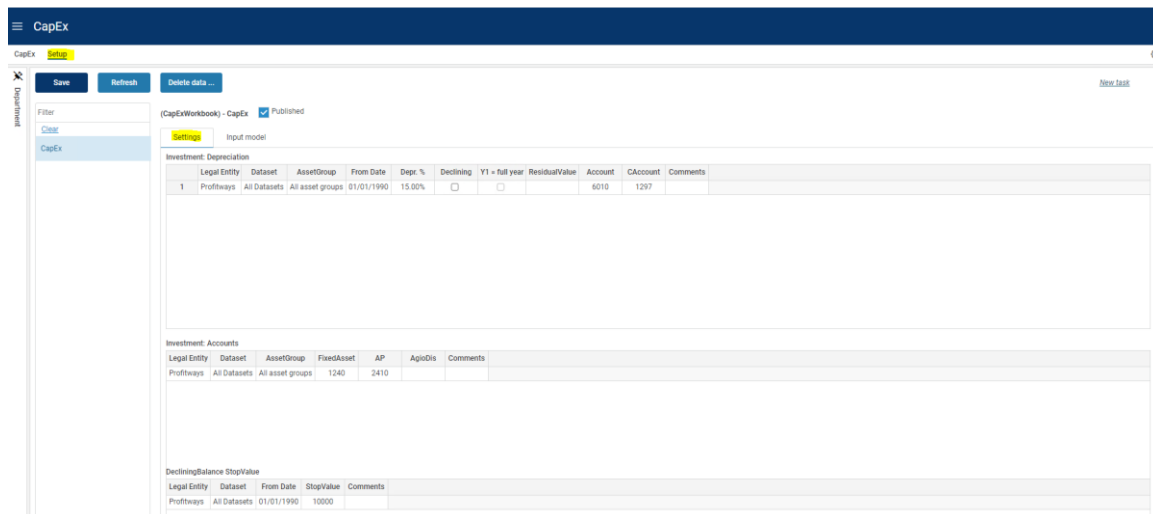 CapEx
CapEx Setup
Department
Save Refresh Delete data ... New task
Filter
Clear
CapEx
(CapExWorkbook) - CapEx Published
Settings Input model
Investment: Depreciation
Legal Entity Dataset AssetGroup From Date Depr. % Declining Y1 = full year ResidualValue Account CAccount Comments
1 Profitways All Datasets All asset groups 01/01/1990 15.00% 6010 1297
Investment: Accounts
Legal Entity Dataset AssetGroup FixedAsset AP AgioDis Comments
Profitways All Datasets All asset groups 1240 2410
DecliningBalance StopValue
Legal Entity Dataset From Date StopValue Comments
Profitways All Datasets 01/01/1990 10000